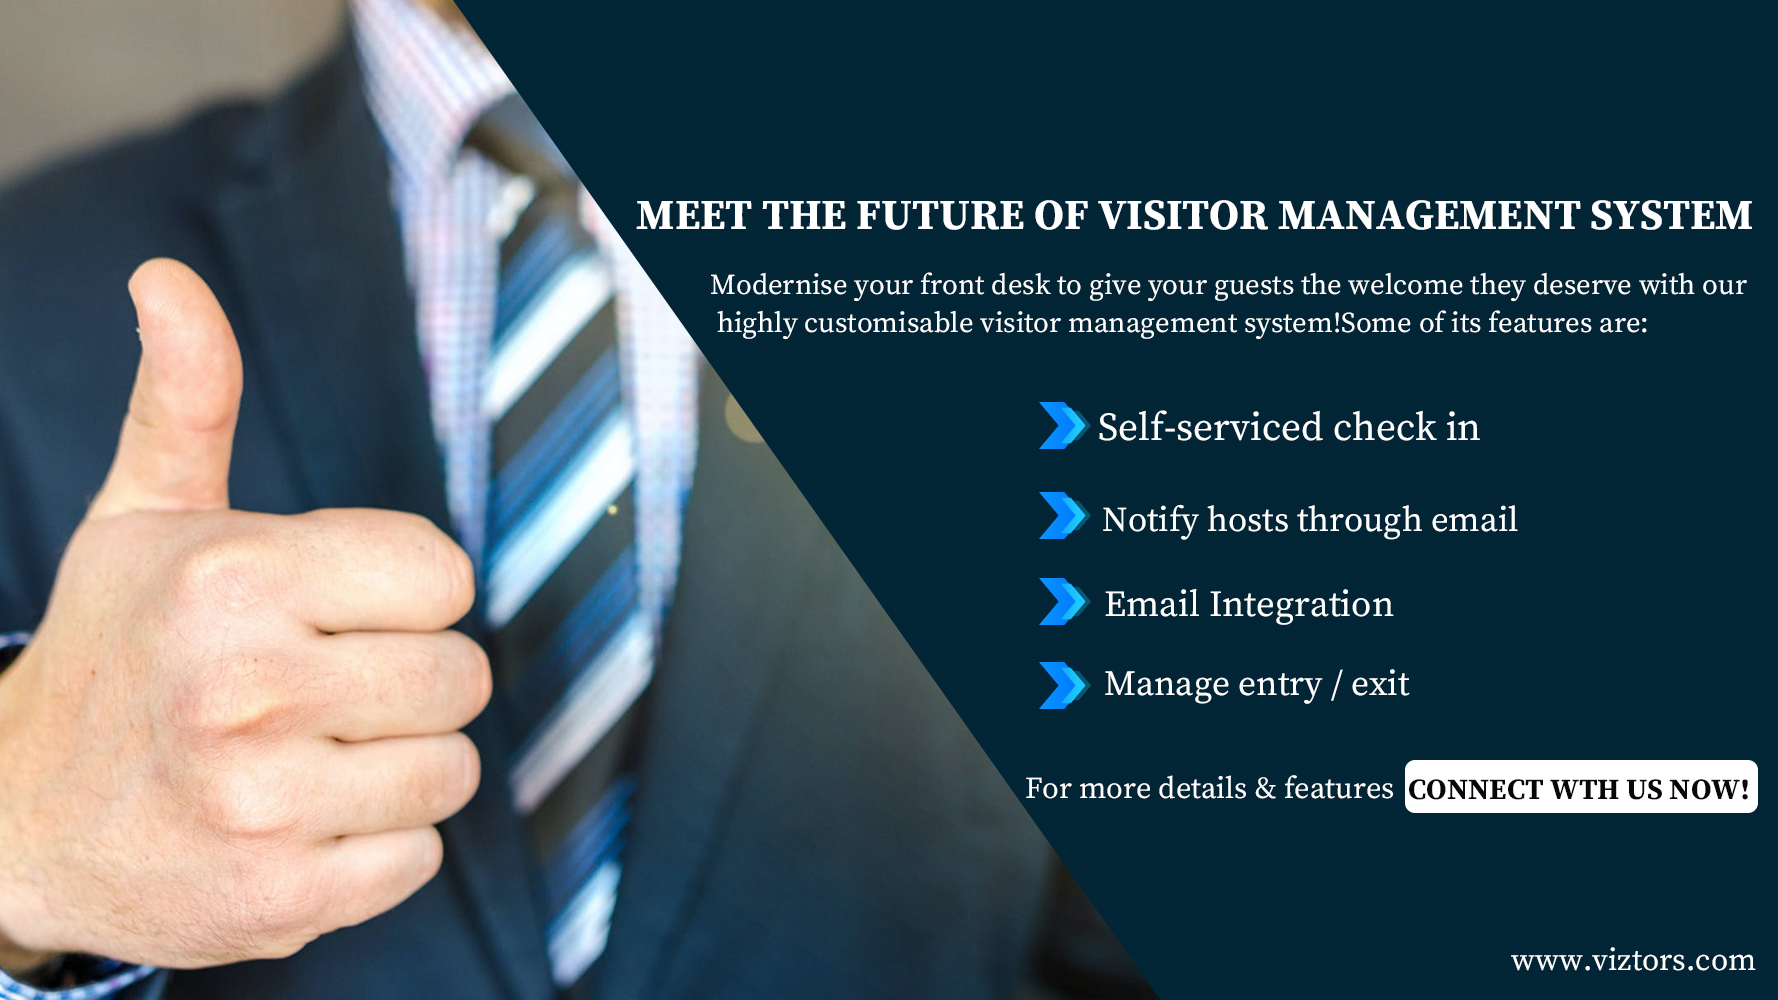 MEET THE FUTURE OF VISITOR MANAGEMENT SYSTEM
Modernise your front desk to give your guests the welcome they deserve with our
highly customisable visitor management system!Some of its features are:
Self-serviced check in
Notify hosts through email
Email Integration
Manage entry / exit
For more details & features CONNECT WTH US NOW!
www.viztors.com